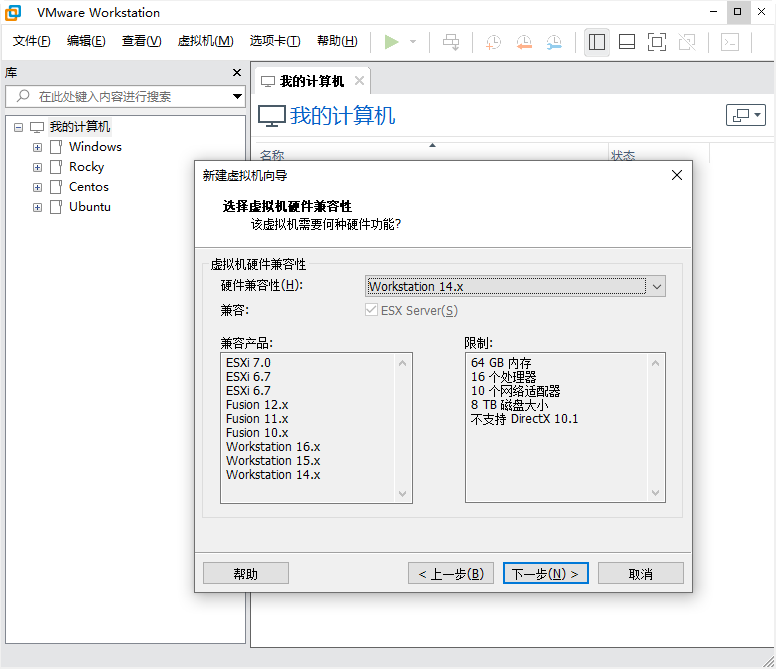 VMware Workstation
文件(F) 编辑(E) 查看(V) 虚拟机(M) 选项卡(T) 帮助(H)
库
在此处键入内容进行搜索
我的计算机
Windows
Rocky
Centos
Ubuntu
我的计算机
我的计算机
名称 状态
新建虚拟机向导
选择虚拟机硬件兼容性
该虚拟机需要何种硬件功能?
虚拟机硬件兼容性
硬件兼容性(H): Workstation 14.x
兼容: ESX Server(S)
兼容产品:
ESXi 7.0
ESXi 6.7
ESXi 6.7
Fusion 12.x
Fusion 11.x
Fusion 10.x
Workstation 16.x
Workstation 15.x
Workstation 14.x
限制:
64 GB 内存
16 个处理器
10 个网络适配器
8 TB 磁盘大小
不支持 DirectX 10.1
帮助 < 上一步(B) 下一步(N) > 取消